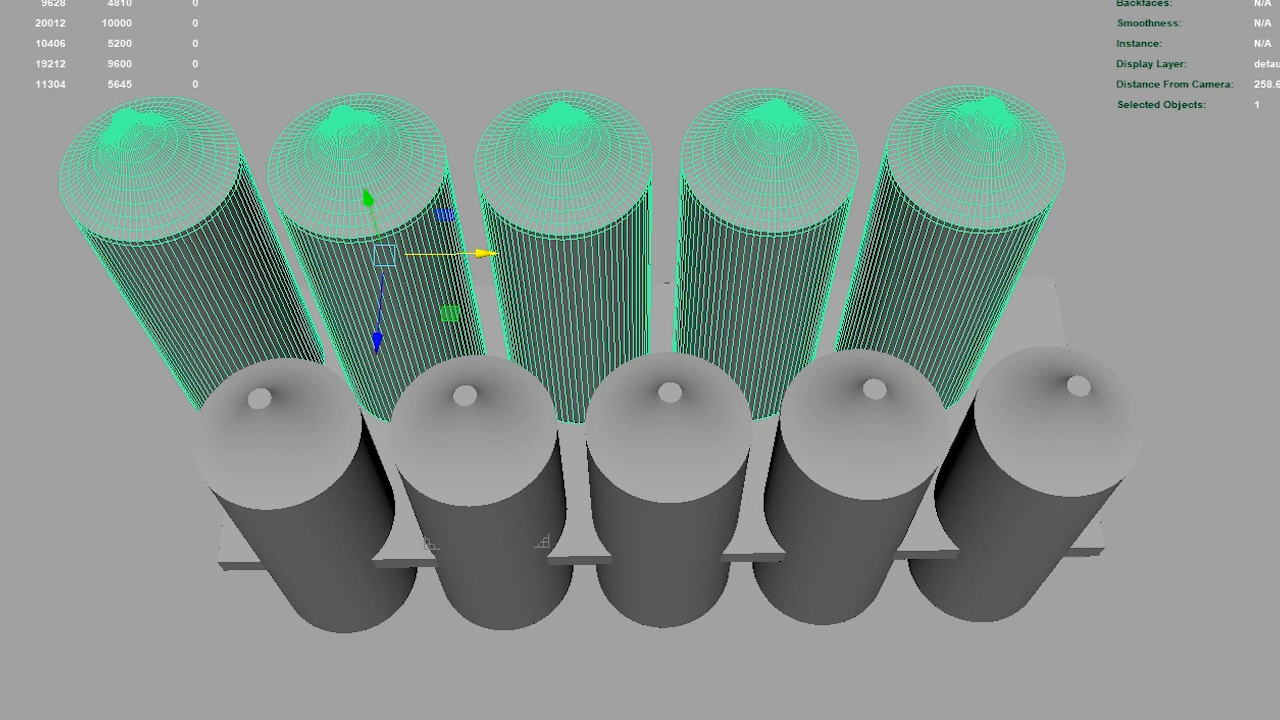 9628 4810 0
20012 10000 0
10406 5200 0
19212 9600 0
11304 5645 0
Backfaces: N/A
Smoothness: N/A
Instance: N/A
Display Layer: defau
Distance From Camera: 258.6
Selected Objects: 1